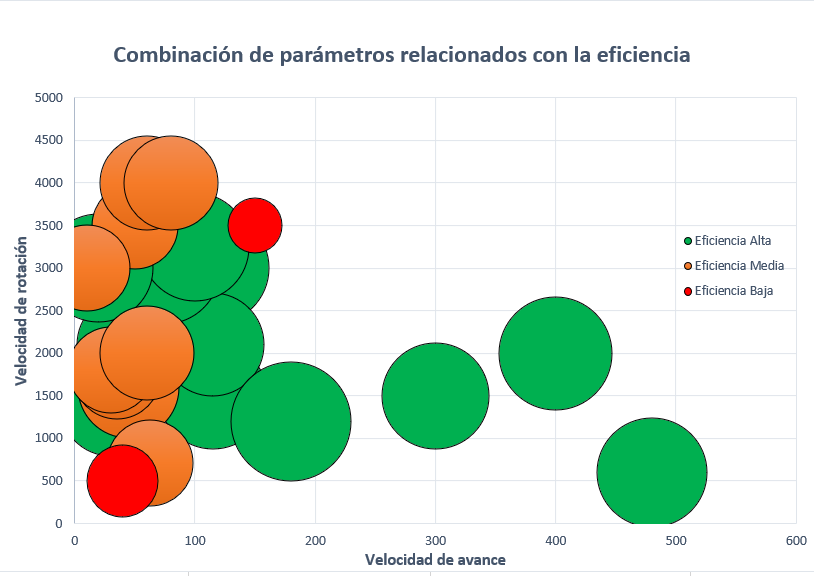 Combinación de parámetros relacionados con la eficiencia
5000
4500
4000
3500
3000
2500
2000
1500
1000
500
0
Velocidad de rotación
Eficiencia Alta
Eficiencia Media
Eficiencia Baja
0 100 200 300 400 500 600
Velocidad de avance